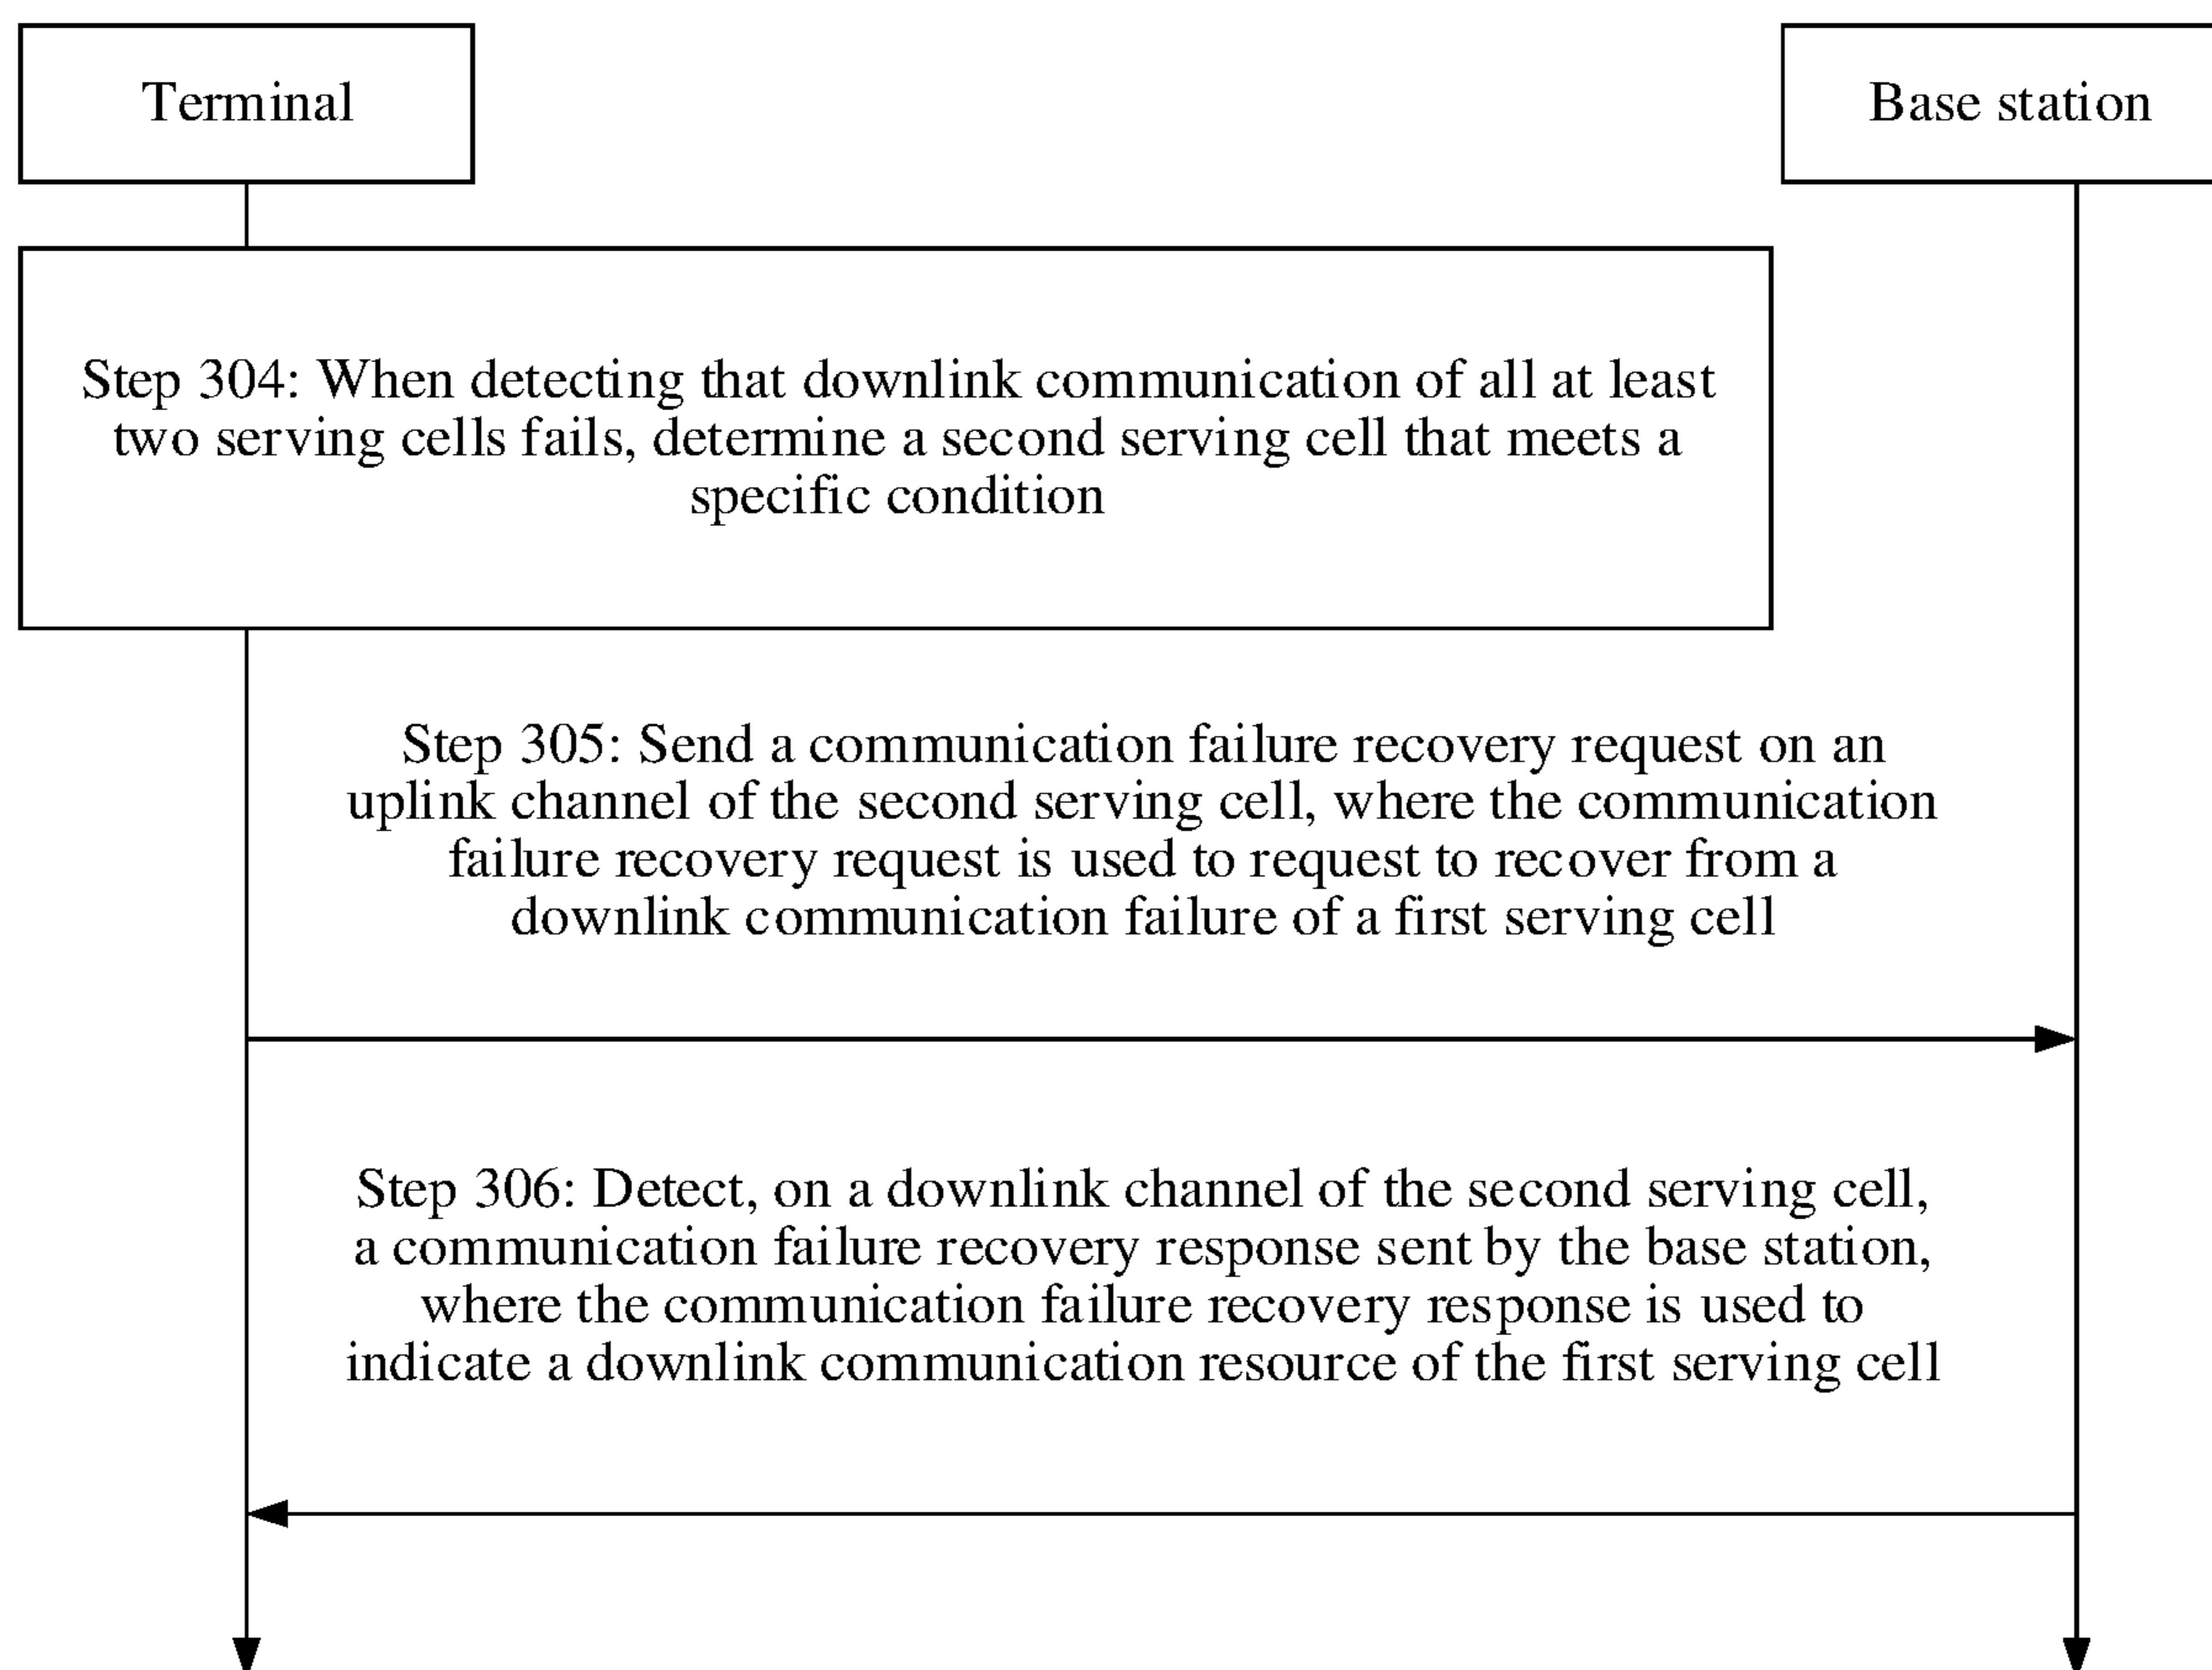 Terminal
Base station
Step 304: When detecting that downlink communication of all at least
two serving cells fails, determine a second serving cell that meets a
specific condition
Step 305: Send a communication failure recovery request on an
uplink channel of the second serving cell, where the communication
failure recovery request is used to request to recover from a
downlink communication failure of a first serving cell
Step 306: Detect, on a downlink channel of the second serving cell,
a communication failure recovery response sent by the base station,
where the communication failure recovery response is used to
indicate a downlink communication resource of the first serving cell